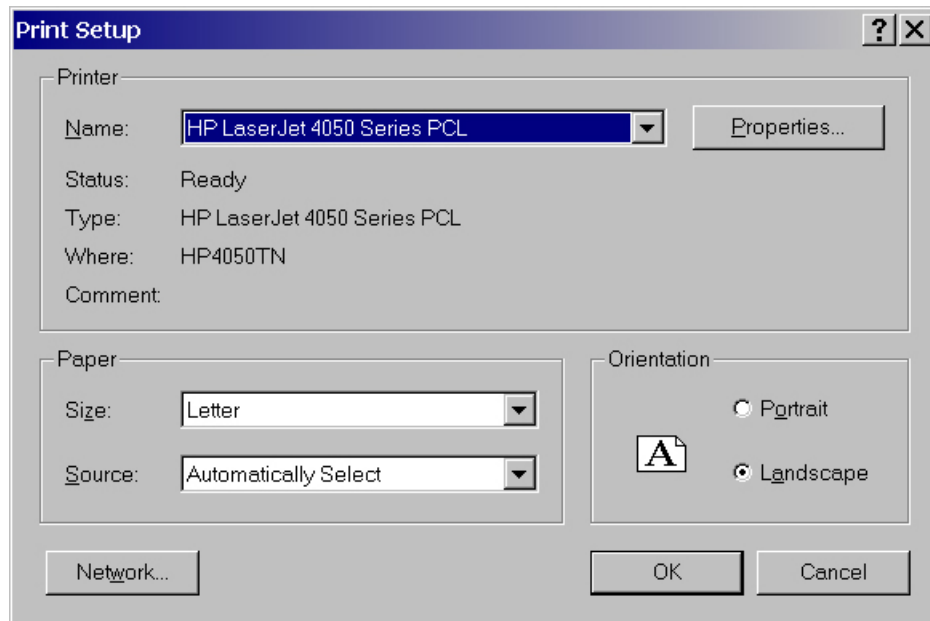 Print Setup
Printer
Name: HP LaserJet 4050 Series PCL Properties...
Status: Ready
Type: HP LaserJet 4050 Series PCL
Where: HP4050TN
Comment:
Paper
Size: Letter
Source: Automatically Select
Orientation
Portrait
A
Landscape
Network... OK Cancel